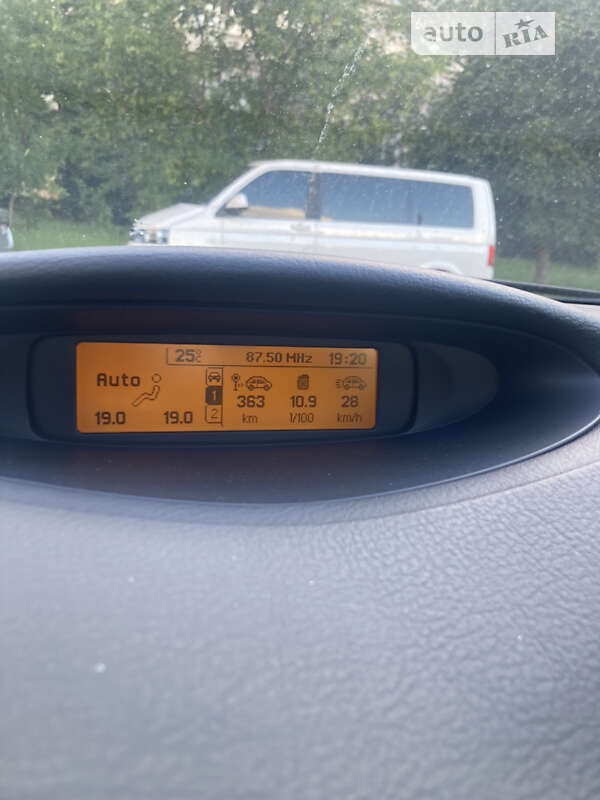 auto RIA
25°C 87.50 MHz 19:20
Auto
19.0 19.0
1
2
363 10.9 28
km l/100 km/h